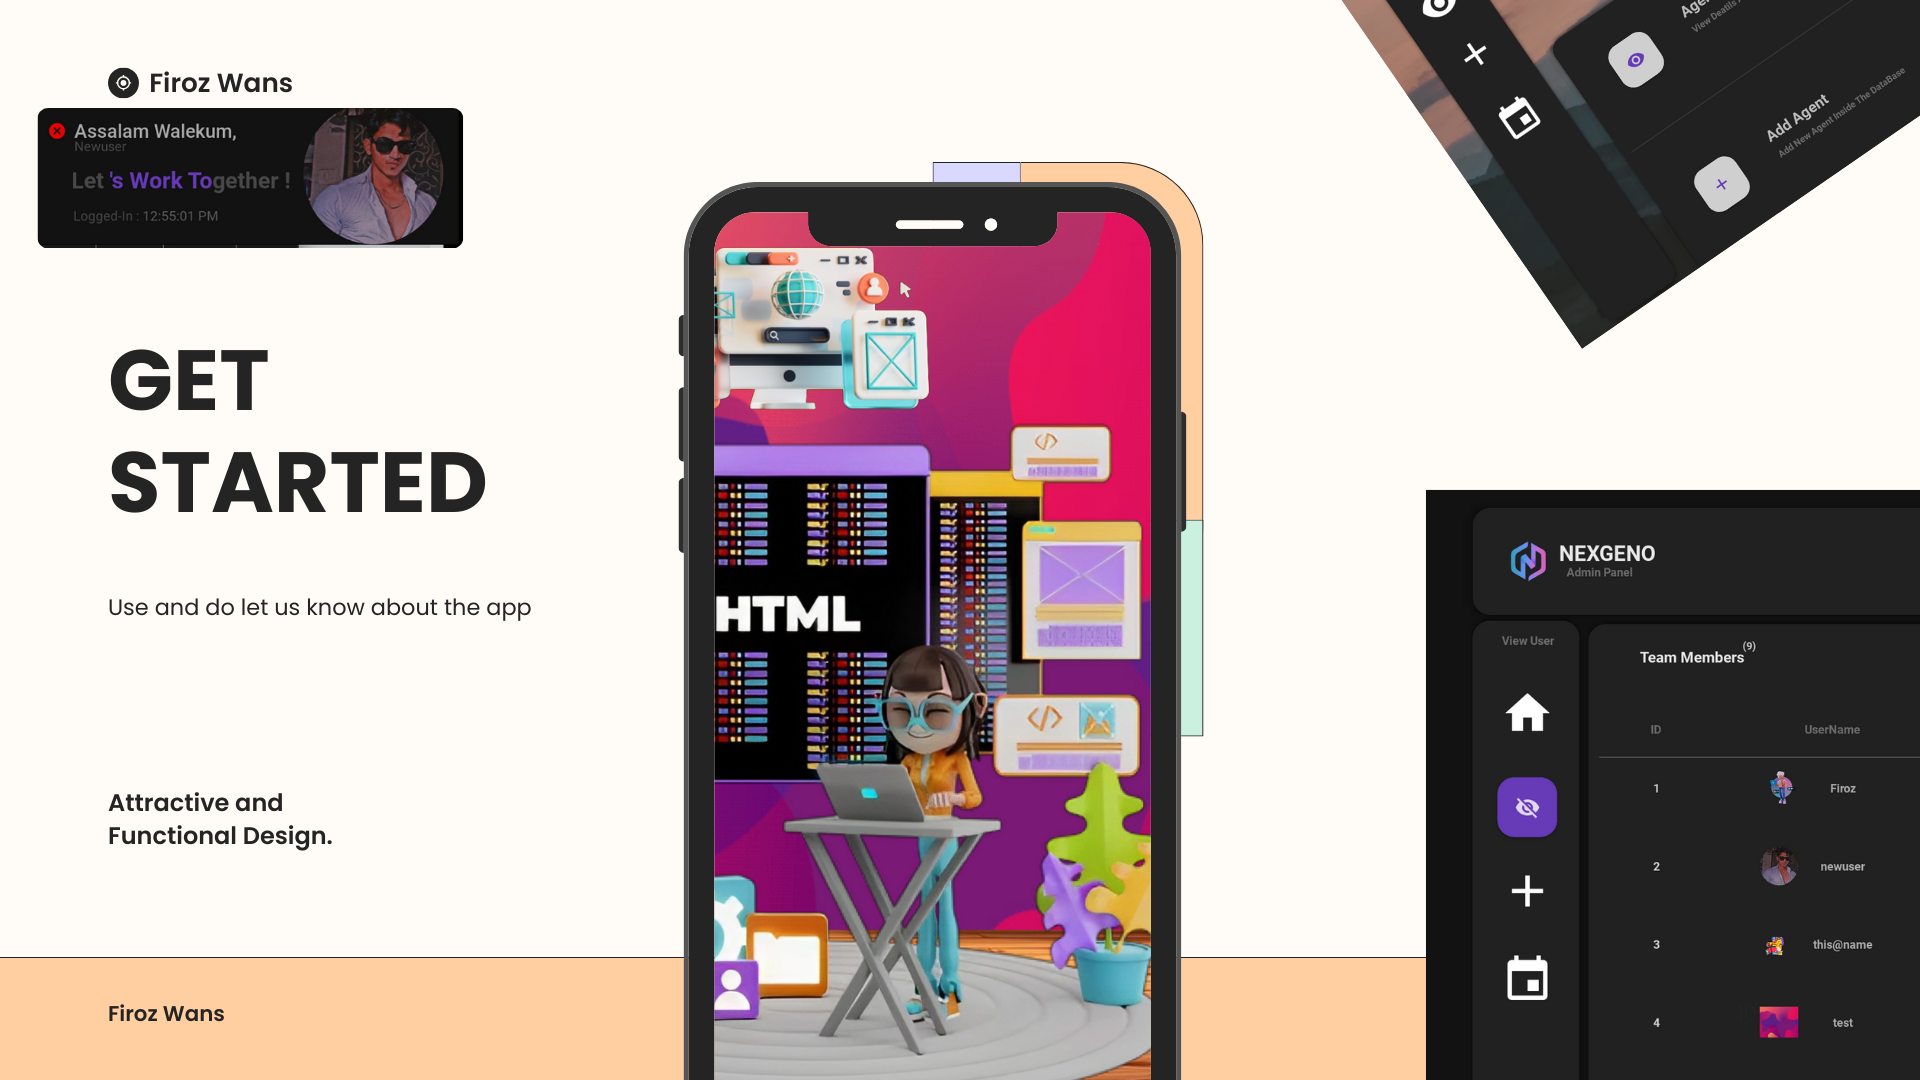 Firoz Wans
Assalam Walekum,
Newuser
Let 's Work Together !
Logged-In : 12:55:01 PM
GET
STARTED
Use and do let us know about the app
Attractive and
Functional Design.
Firoz Wans
HTML
Add Agent
Add New Agent Inside The DataBase
NEXGENO
Admin Panel
View User
Team Members (9)
ID UserName
1 Firoz
2 newuser
3 this@name
4 test